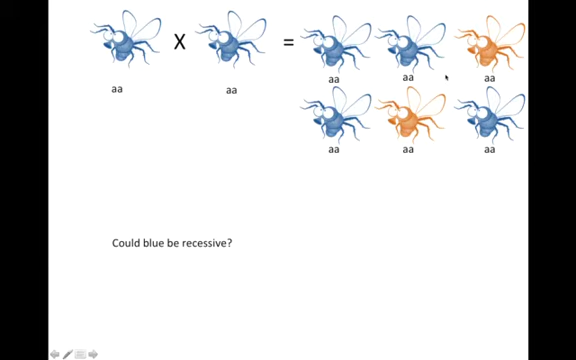 X =
aa aa aa aa aa
aa aa aa
Could blue be recessive?